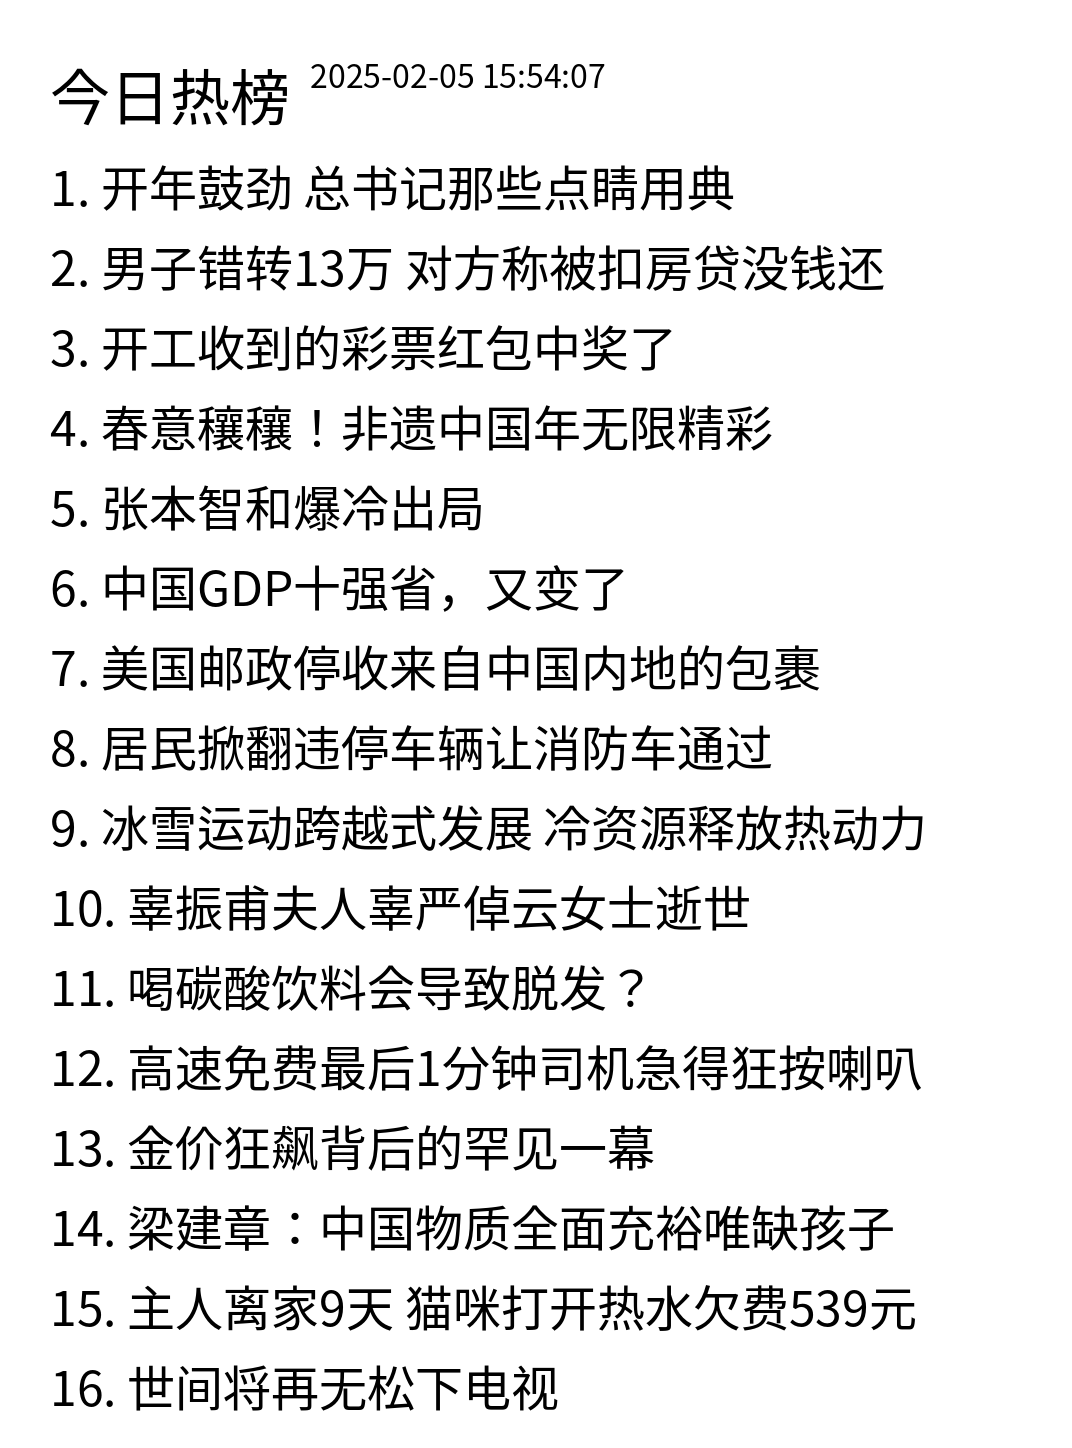 今日热榜 2025-02-05 15:54:07
1. 开年鼓劲 总书记那些点睛用典
2. 男子错转13万 对方称被扣房贷没钱还
3. 开工收到的彩票红包中奖了
4. 春意穰穰！非遗中国年无限精彩
5. 张本智和爆冷出局
6. 中国GDP十强省，又变了
7. 美国邮政停收来自中国内地的包裹
8. 居民掀翻违停车辆让消防车通过
9. 冰雪运动跨越式发展 冷资源释放热动力
10. 辜振甫夫人辜严倬云女士逝世
11. 喝碳酸饮料会导致脱发？
12. 高速免费最后1分钟司机急得狂按喇叭
13. 金价狂飙背后的罕见一幕
14. 梁建章：中国物质全面充裕唯缺孩子
15. 主人离家9天 猫咪打开热水欠费539元
16. 世间将再无松下电视